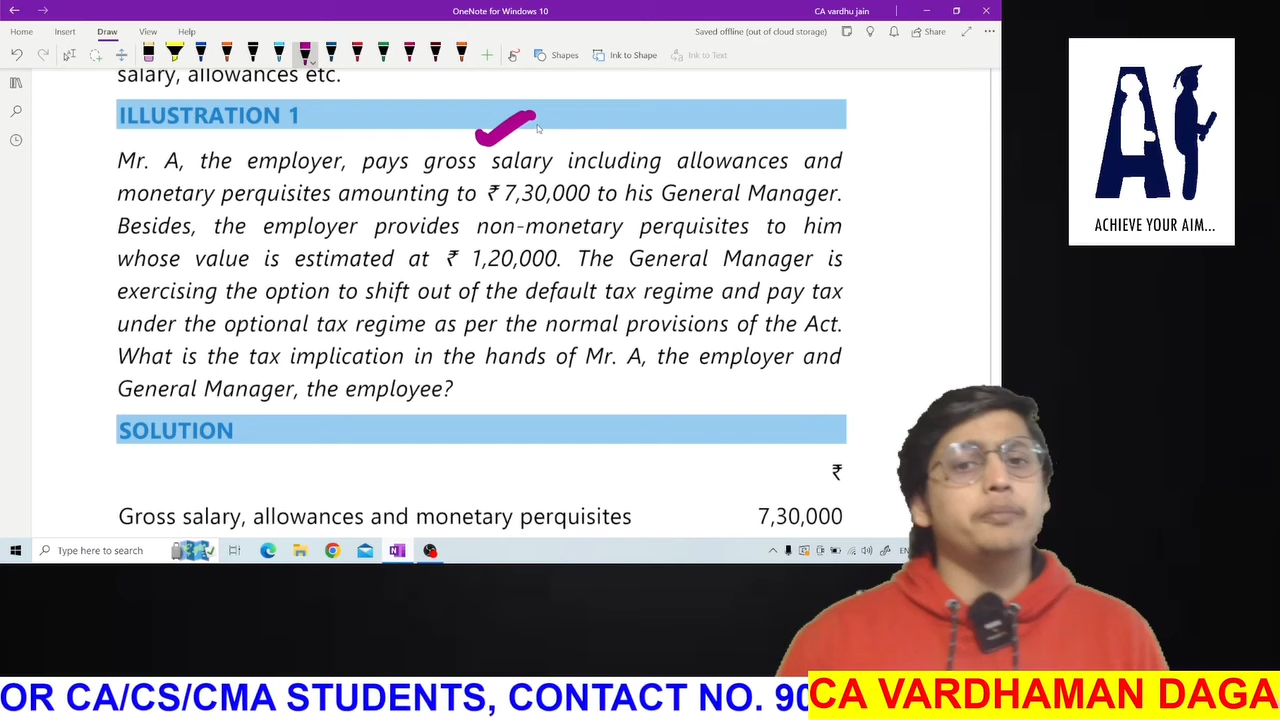 OneNote for Windows 10
CA vardhu jain
Home Insert Draw View Help
Saved offline (out of cloud storage)
Share
Shapes
Ink to Shape
Ink to Text
salary, allowances etc.
ILLUSTRATION 1
Mr. A, the employer, pays gross salary including allowances and
monetary perquisites amounting to ₹ 7,30,000 to his General Manager.
Besides, the employer provides non-monetary perquisites to him
whose value is estimated at ₹ 1,20,000. The General Manager is
exercising the option to shift out of the default tax regime and pay tax
under the optional tax regime as per the normal provisions of the Act.
What is the tax implication in the hands of Mr. A, the employer and
General Manager, the employee?
SOLUTION
₹
Gross salary, allowances and monetary perquisites 7,30,000
Type here to search
EN
AI
ACHIEVE YOUR AIM...
OR CA/CS/CMA STUDENTS, CONTACT NO. 90
CA VARDHAMAN DAGA